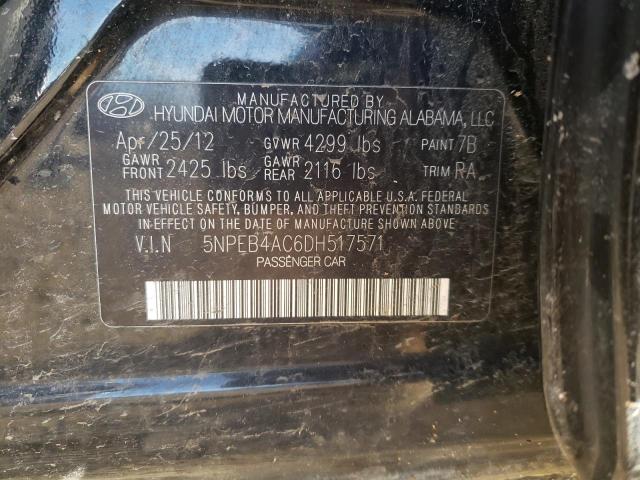 MANUFACTURED BY
HYUNDAI MOTOR MANUFACTURING ALABAMA, LLC
Apr/25/12 GVWR 4299 lbs PAINT 7B
GAWR FRONT 2425 lbs GAWR REAR 2116 lbs TRIM RA
THIS VEHICLE CONFORMS TO ALL APPLICABLE U.S.A. FEDERAL
MOTOR VEHICLE SAFETY, BUMPER, AND THEFT PREVENTION STANDARDS
IN EFFECT ON THE DATE OF MANUFACTURE SHOWN ABOVE
V.I.N 5NPEB4AC6DH517571
PASSENGER CAR